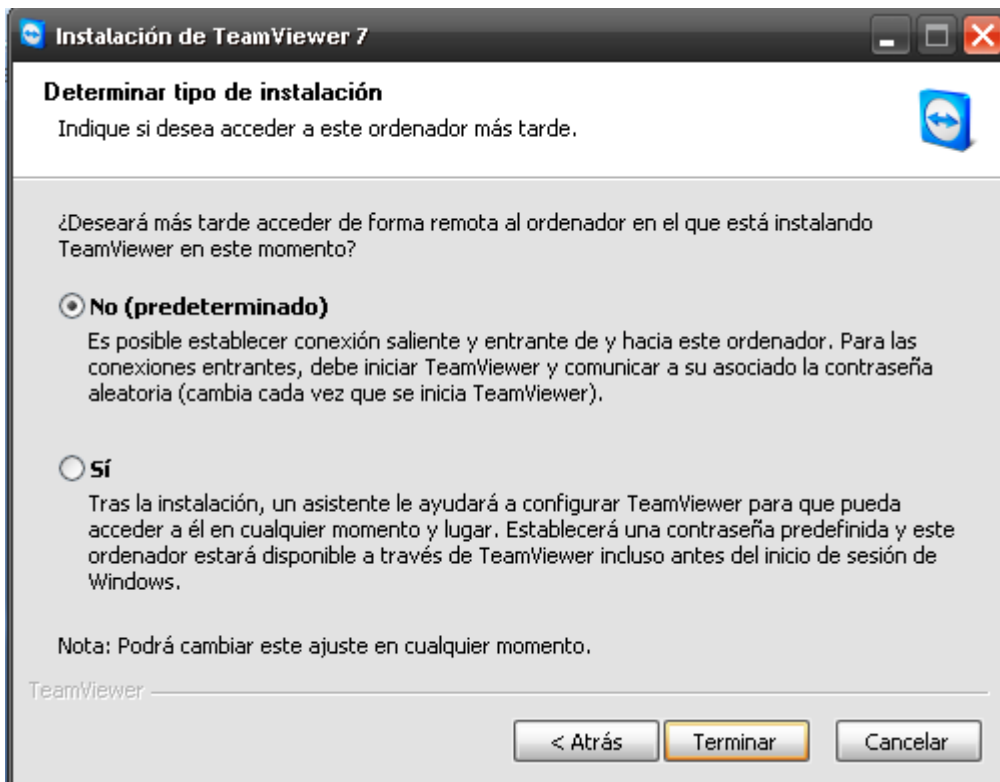 Instalación de TeamViewer 7
Determinar tipo de instalación
Indique si desea acceder a este ordenador más tarde.
¿Deseará más tarde acceder de forma remota al ordenador en el que está instalando
TeamViewer en este momento?
No (predeterminado)
Es posible establecer conexión saliente y entrante de y hacia este ordenador. Para las
conexiones entrantes, debe iniciar TeamViewer y comunicar a su asociado la contraseña
aleatoria (cambia cada vez que se inicia TeamViewer).
Sí
Tras la instalación, un asistente le ayudará a configurar TeamViewer para que pueda
acceder a él en cualquier momento y lugar. Establecerá una contraseña predefinida y este
ordenador estará disponible a través de TeamViewer incluso antes del inicio de sesión de
Windows.
Nota: Podrá cambiar este ajuste en cualquier momento.
TeamViewer
< Atrás Terminar Cancelar